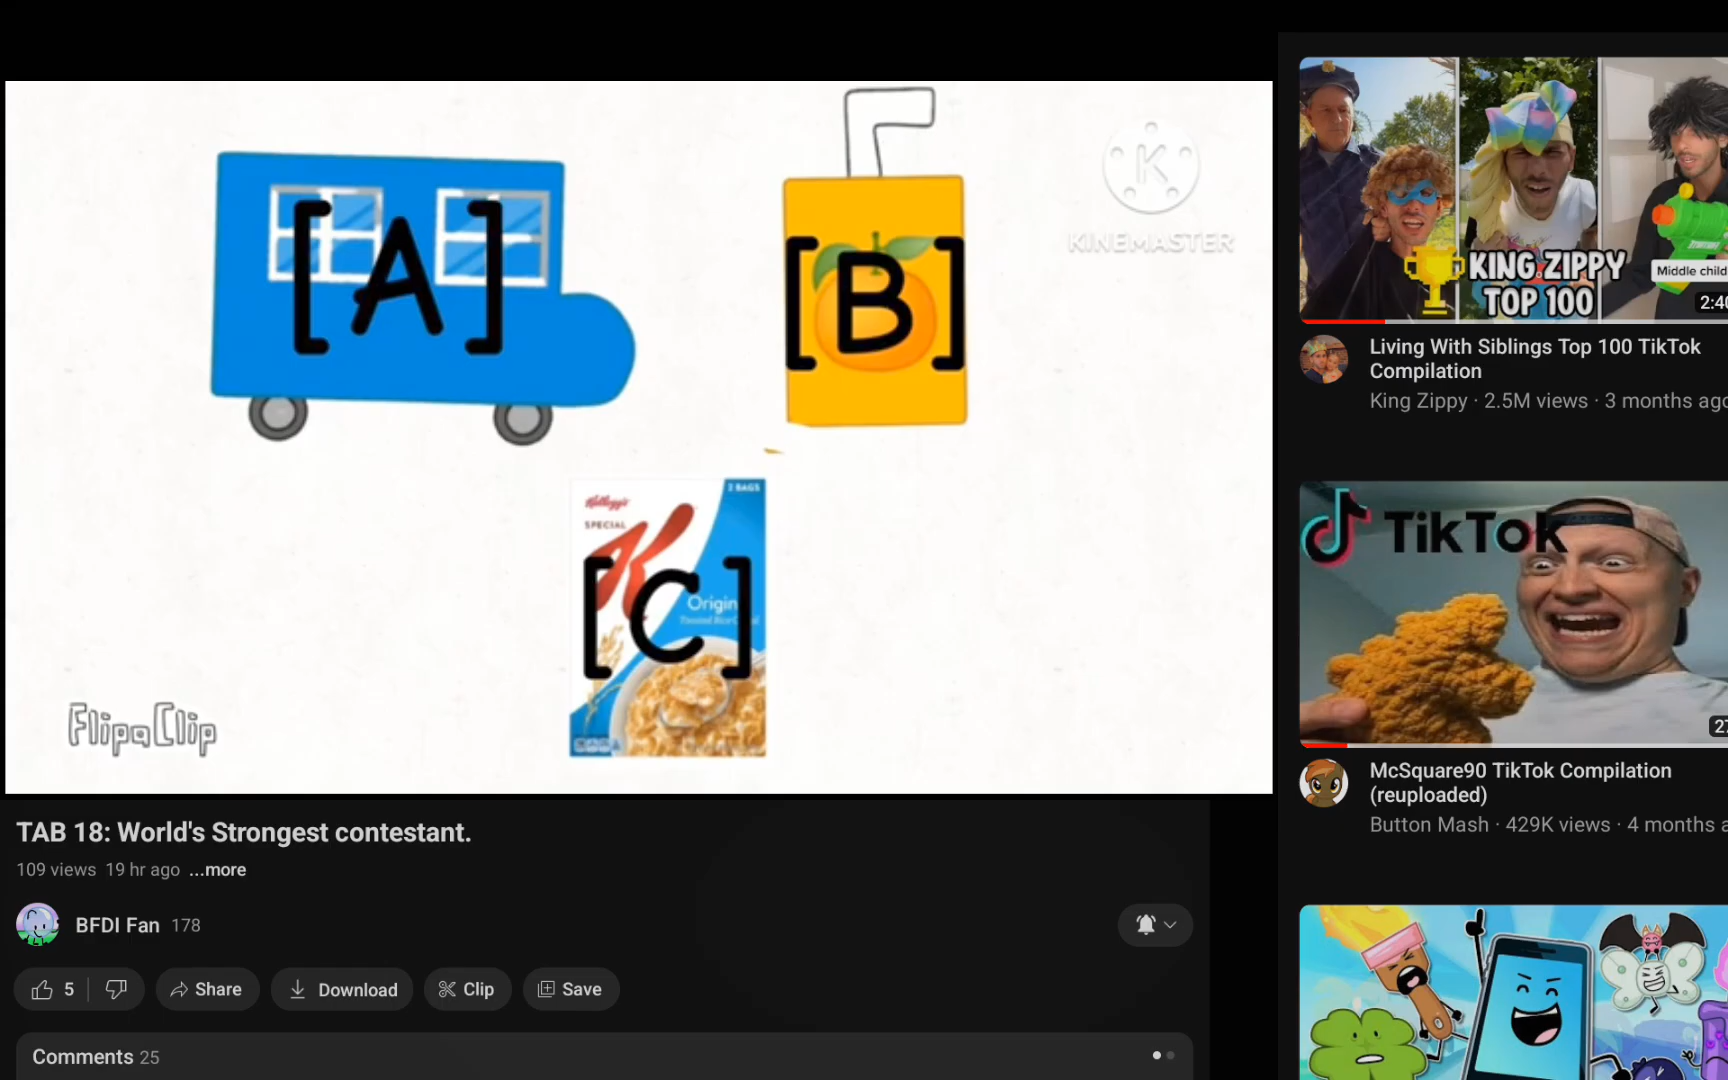 [A]
[B]
K
KINEMASTER
Kellogg's
2 BAGS
SPECIAL
K
Origin
[C]
FlipaClip
TAB 18: World's Strongest contestant.
109 views 19 hr ago ...more
BFDI Fan 178
5
Share
Download
Clip
Save
Comments 25
KING ZIPPY
TOP 100
Middle child
2:40
Living With Siblings Top 100 TikTok
Compilation
King Zippy · 2.5M views · 3 months ago
TikTok
27
McSquare90 TikTok Compilation
(reuploaded)
Button Mash · 429K views · 4 months a